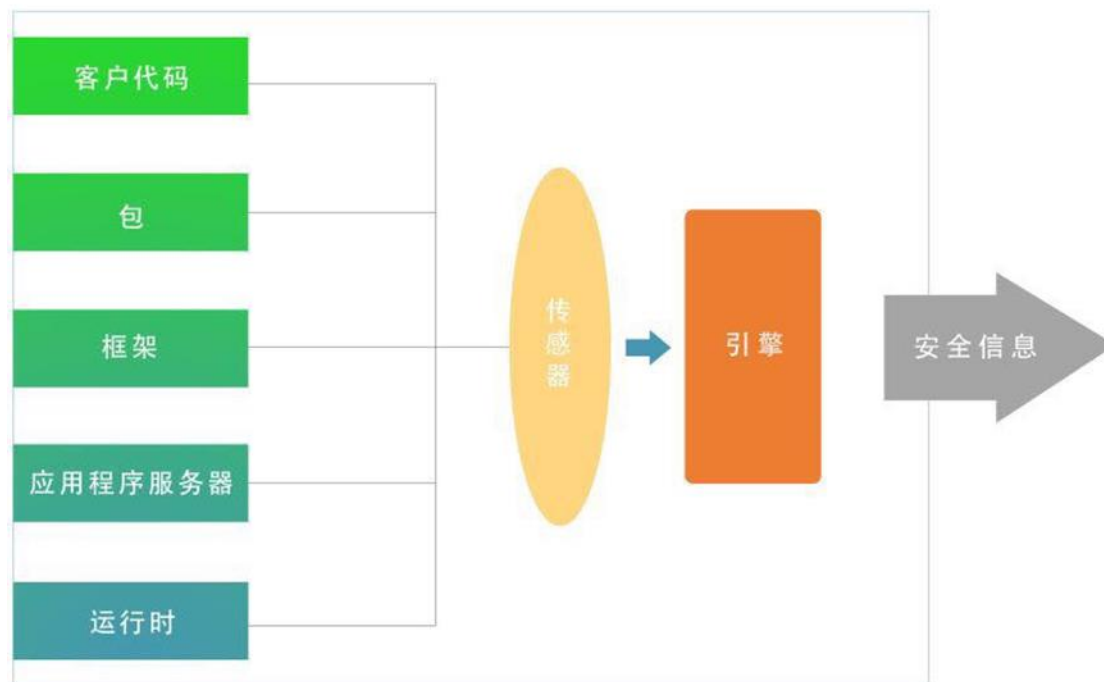 客户代码
包
框架
应用程序服务器
运行时
传感器
引擎
安全信息